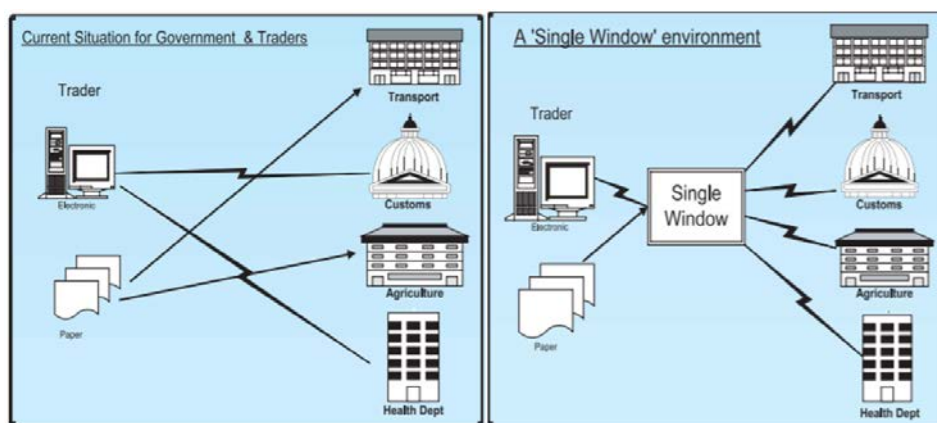 Current Situation for Government & Traders
Trader
Electronic
Paper
Transport
Customs
Agriculture
Health Dept
A 'Single Window' environment
Trader
Electronic
Paper
Single
Window
Transport
Customs
Agriculture
Health Dept